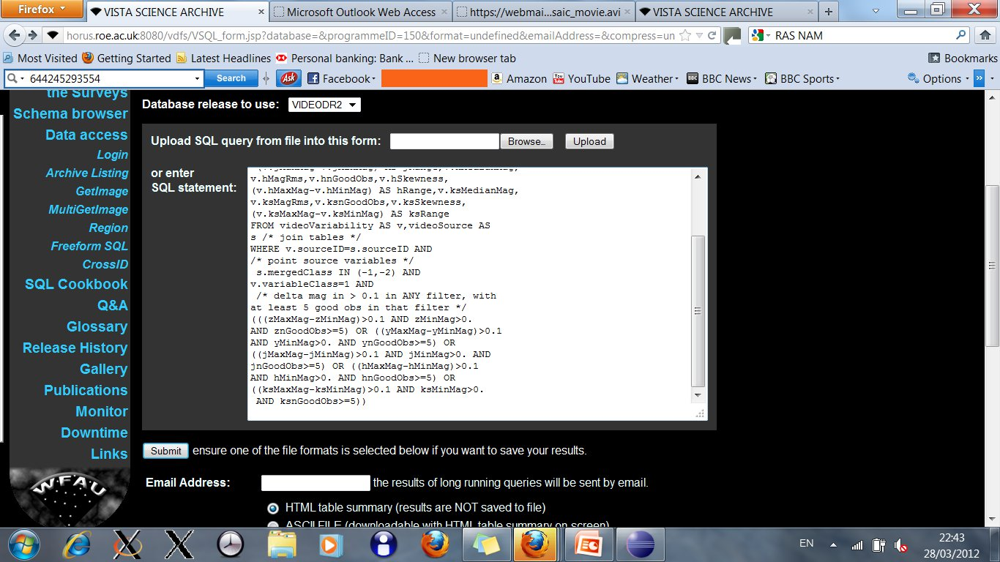 Firefox
VISTA SCIENCE ARCHIVE
Microsoft Outlook Web Access
https://webmai...saic_movie.avi
VISTA SCIENCE ARCHIVE
horus.roe.ac.uk:8080/vdfs/VSQL_form.jsp?database=&programmeID=150&format=undefined&emailAddress=&compress=un
RAS NAM
Most Visited
Getting Started
Latest Headlines
Personal banking: Bank ...
New browser tab
Bookmarks
644245293554
Search
Ask
Facebook
Amazon
YouTube
Weather
BBC News
BBC Sports
Options
the Surveys
Schema browser
Data access
Login
Archive Listing
GetImage
MultiGetImage
Region
Freeform SQL
CrossID
SQL Cookbook
Q&A
Glossary
Release History
Gallery
Publications
Monitor
Downtime
Links
WFAU
Database release to use: VIDEODR2
Upload SQL query from file into this form: Browse.. Upload
or enter
SQL statement:
v.hMagRms,v.hnGoodObs,v.hSkewness,
(v.hMaxMag-v.hMinMag) AS hRange,v.ksMedianMag,
v.ksMagRms,v.ksnGoodObs,v.ksSkewness,
(v.ksMaxMag-v.ksMinMag) AS ksRange
FROM videoVariability AS v,videoSource AS
s /* join tables */
WHERE v.sourceID=s.sourceID AND
/* point source variables */
s.mergedClass IN (-1,-2) AND
v.variableClass=1 AND
/* delta mag in > 0.1 in ANY filter, with
at least 5 good obs in that filter */
(((zMaxMag-zMinMag)>0.1 AND zMinMag>0.
AND znGoodObs>=5) OR ((yMaxMag-yMinMag)>0.1
AND yMinMag>0. AND ynGoodObs>=5) OR
((jMaxMag-jMinMag)>0.1 AND jMinMag>0. AND
jnGoodObs>=5) OR ((hMaxMag-hMinMag)>0.1
AND hMinMag>0. AND hnGoodObs>=5) OR
((ksMaxMag-ksMinMag)>0.1 AND ksMinMag>0.
AND ksnGoodObs>=5))
Submit ensure one of the file formats is selected below if you want to save your results.
Email Address: the results of long running queries will be sent by email.
HTML table summary (results are NOT saved to file)
ASCII FILE (downloadable with HTML table summary on screen)
EN
22:43
28/03/2012